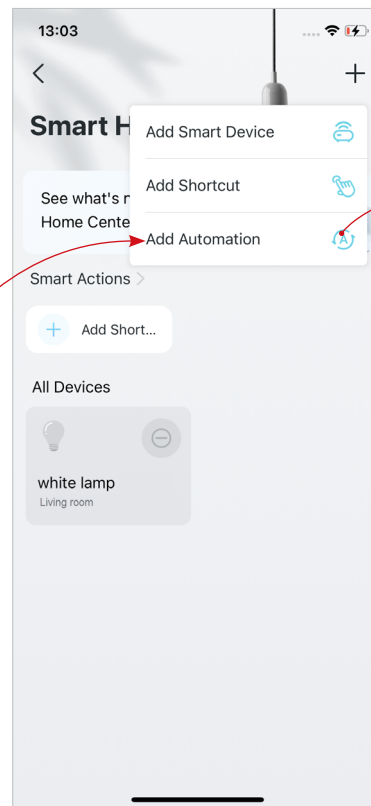 13:03
Smart H
Add Smart Device
Add Shortcut
See what's
Home Cente
Add Automation
A
Smart Actions >
Add Short...
All Devices
white lamp
Living room